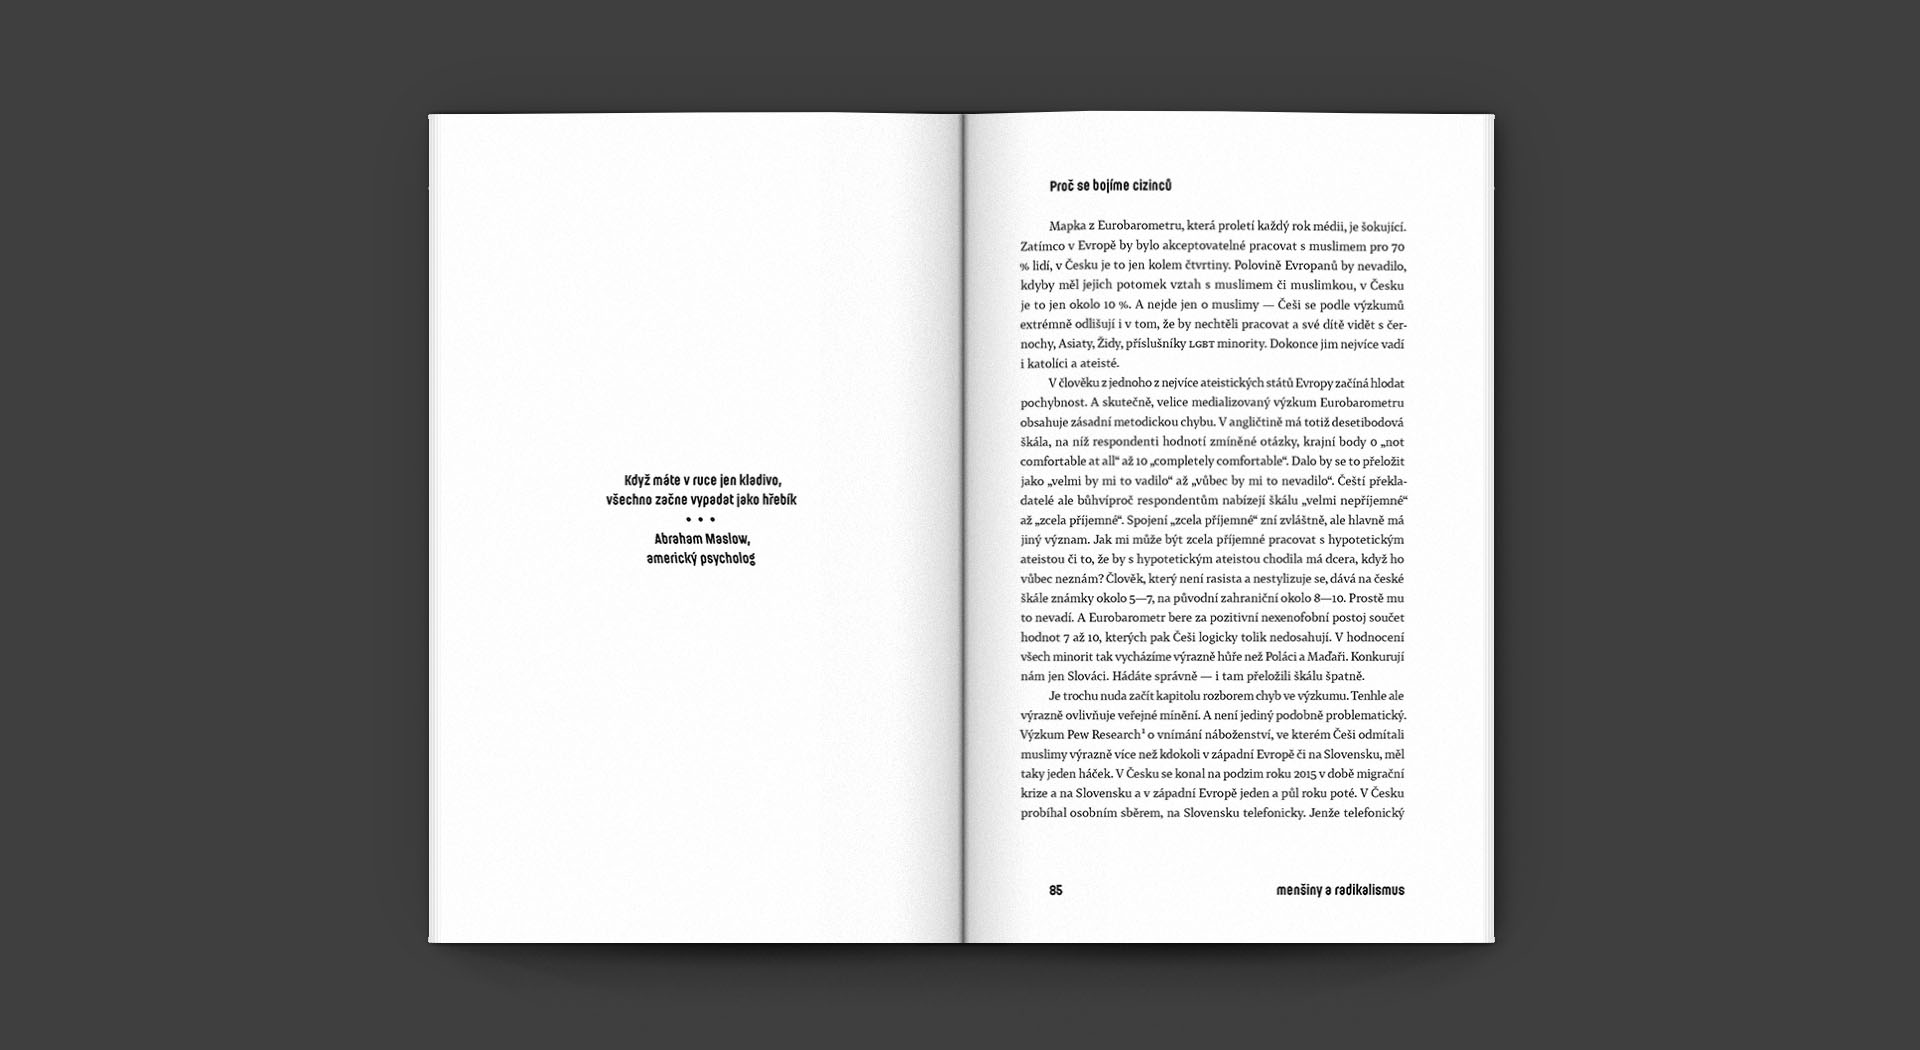 Když máte v ruce jen kladivo,
všechno začne vypadat jako hřebík
• • •
Abraham Maslow,
americký psycholog
Proč se bojíme cizinců
Mapka z Eurobarometru, která proletí každý rok médii, je šokující.
Zatímco v Evropě by bylo akceptovatelné pracovat s muslimem pro 70
% lidí, v Česku je to jen kolem čtvrtiny. Polovině Evropanů by nevadilo,
kdyby měl jejich potomek vztah s muslimem či muslimkou, v Česku
je to jen okolo 10 %. A nejde jen o muslimy — Češi se podle výzkumů
extrémně odlišují i v tom, že by nechtěli pracovat a své dítě vidět s čer-
nochy, Asiaty, Židy, příslušníky LGBT minority. Dokonce jim nejvíce vadí
i katolíci a ateisté.
V člověku z jednoho z nejvíce ateistických států Evropy začíná hlodat
pochybnost. A skutečně, velice medializovaný výzkum Eurobarometru
obsahuje zásadní metodickou chybu. V angličtině má totiž desetibodová
škála, na níž respondenti hodnotí zmíněné otázky, krajní body 0 „not
comfortable at all“ až 10 „completely comfortable“. Dalo by se to přeložit
jako „velmi by mi to vadilo“ až „vůbec by mi to nevadilo“. Čeští překla-
datelé ale bůhvíproč respondentům nabízejí škálu „velmi nepříjemné“
až „zcela příjemné“. Spojení „zcela příjemné“ zní zvláštně, ale hlavně má
jiný význam. Jak mi může být zcela příjemné pracovat s hypotetickým
ateistou či to, že by s hypotetickým ateistou chodila má dcera, když ho
vůbec neznám? Člověk, který není rasista a nestylizuje se, dává na české
škále známky okolo 5—7, na původní zahraniční okolo 8—10. Prostě mu
to nevadí. A Eurobarometr bere za pozitivní nexenofobní postoj součet
hodnot 7 až 10, kterých pak Češi logicky tolik nedosahují. V hodnocení
všech minorit tak vycházíme výrazně hůře než Poláci a Maďaři. Konkurují
nám jen Slováci. Hádáte správně — i tam přeložili škálu špatně.
Je trochu nuda začít kapitolu rozborem chyb ve výzkumu. Tenhle ale
výrazně ovlivňuje veřejné mínění. A není jediný podobně problematický.
Výzkum Pew Research¹ o vnímání náboženství, ve kterém Češi odmítali
muslimy výrazně více než kdokoli v západní Evropě či na Slovensku, měl
taky jeden háček. V Česku se konal na podzim roku 2015 v době migrační
krize a na Slovensku a v západní Evropě jeden a půl roku poté. V Česku
probíhal osobním sběrem, na Slovensku telefonicky. Jenže telefonický
85
menšiny a radikalismus